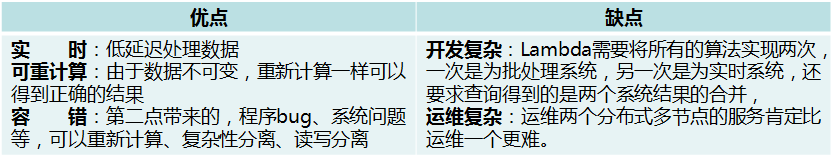 优点
实　　时：低延迟处理数据
可重计算：由于数据不可变，重新计算一样可以
得到正确的结果
容　　错：第二点带来的，程序bug、系统问题
等，可以重新计算、复杂性分离、读写分离
缺点
开发复杂：Lambda需要将所有的算法实现两次，
一次是为批处理系统，另一次是为实时系统，还
要求查询得到的是两个系统结果的合并，
运维复杂：运维两个分布式多节点的服务肯定比
运维一个更难。